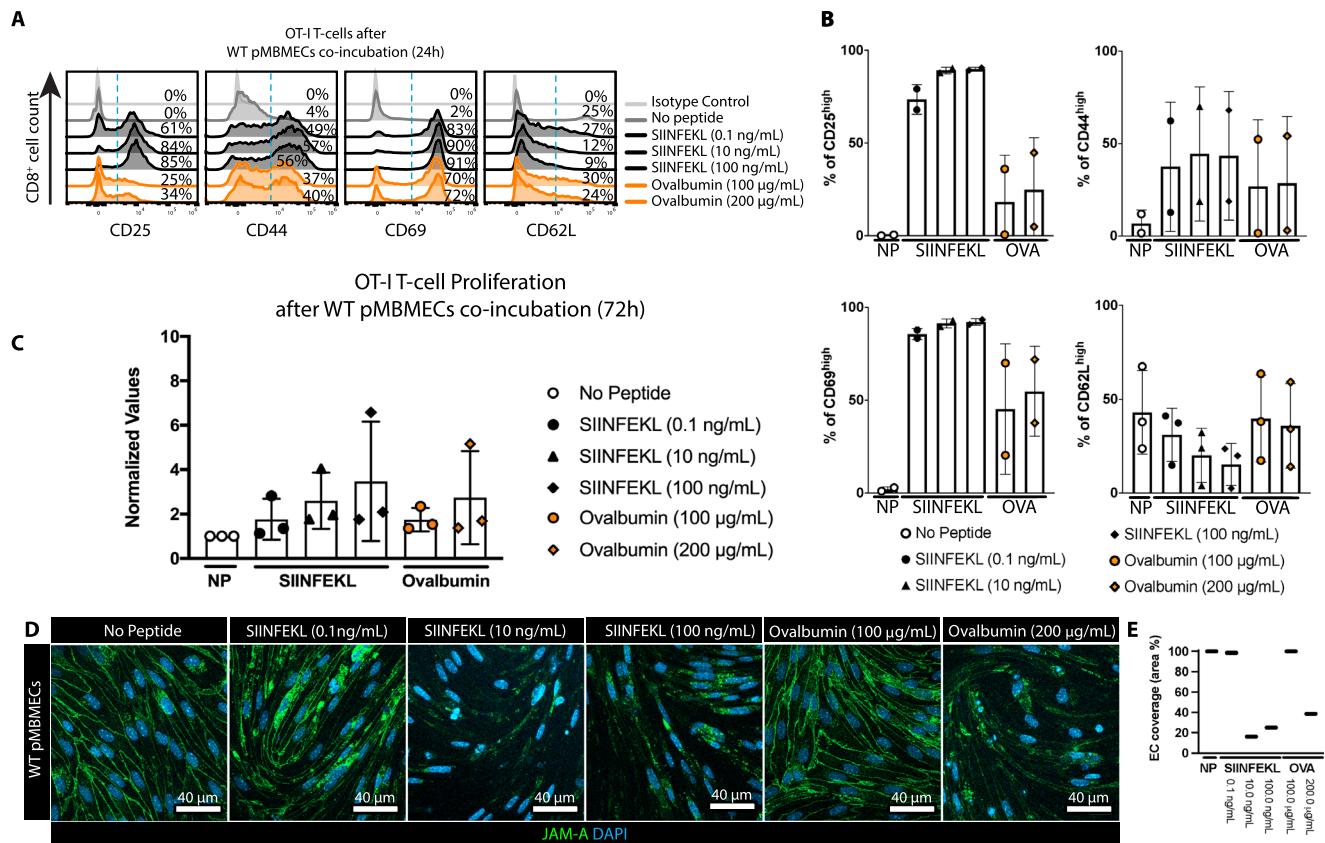 A
OT-I T-cells after
WT pMBMECs co-incubation (24h)
CD8+ cell count
0%
0%
61%
84%
85%
25%
34%
0%
4%
49%
57%
56%
37%
40%
0%
2%
83%
90%
91%
70%
72%
0%
25%
27%
12%
9%
30%
24%
0 10⁴ 10⁵
0 10⁴ 10⁵
0 10⁴ 10⁵
0 10⁴ 10⁵
CD25
CD44
CD69
CD62L
Isotype Control
No peptide
SIINFEKL (0.1 ng/mL)
SIINFEKL (10 ng/mL)
SIINFEKL (100 ng/mL)
Ovalbumin (100 µg/mL)
Ovalbumin (200 µg/mL)
B
% of CD25high
100
50
0
NP SIINFEKL OVA
% of CD44high
100
50
0
NP SIINFEKL OVA
% of CD69high
100
50
0
NP SIINFEKL OVA
% of CD62Lhigh
100
50
0
NP SIINFEKL OVA
No Peptide
SIINFEKL (0.1 ng/mL)
SIINFEKL (10 ng/mL)
SIINFEKL (100 ng/mL)
Ovalbumin (100 µg/mL)
Ovalbumin (200 µg/mL)
OT-I T-cell Proliferation
after WT pMBMECs co-incubation (72h)
C
Normalized Values
10
8
6
4
2
0
NP SIINFEKL Ovalbumin
No Peptide
SIINFEKL (0.1 ng/mL)
SIINFEKL (10 ng/mL)
SIINFEKL (100 ng/mL)
Ovalbumin (100 µg/mL)
Ovalbumin (200 µg/mL)
D
No Peptide
SIINFEKL (0.1ng/mL)
SIINFEKL (10 ng/mL)
SIINFEKL (100 ng/mL)
Ovalbumin (100 µg/mL)
Ovalbumin (200 µg/mL)
WT pMBMECs
40 µm
40 µm
40 µm
40 µm
40 µm
40 µm
JAM-A DAPI
E
EC coverage (area %)
100
80
60
40
20
0
NP SIINFEKL OVA
0.1 ng/mL
10.0 ng/mL
100.0 ng/mL
100.0 µg/mL
200.0 µg/mL